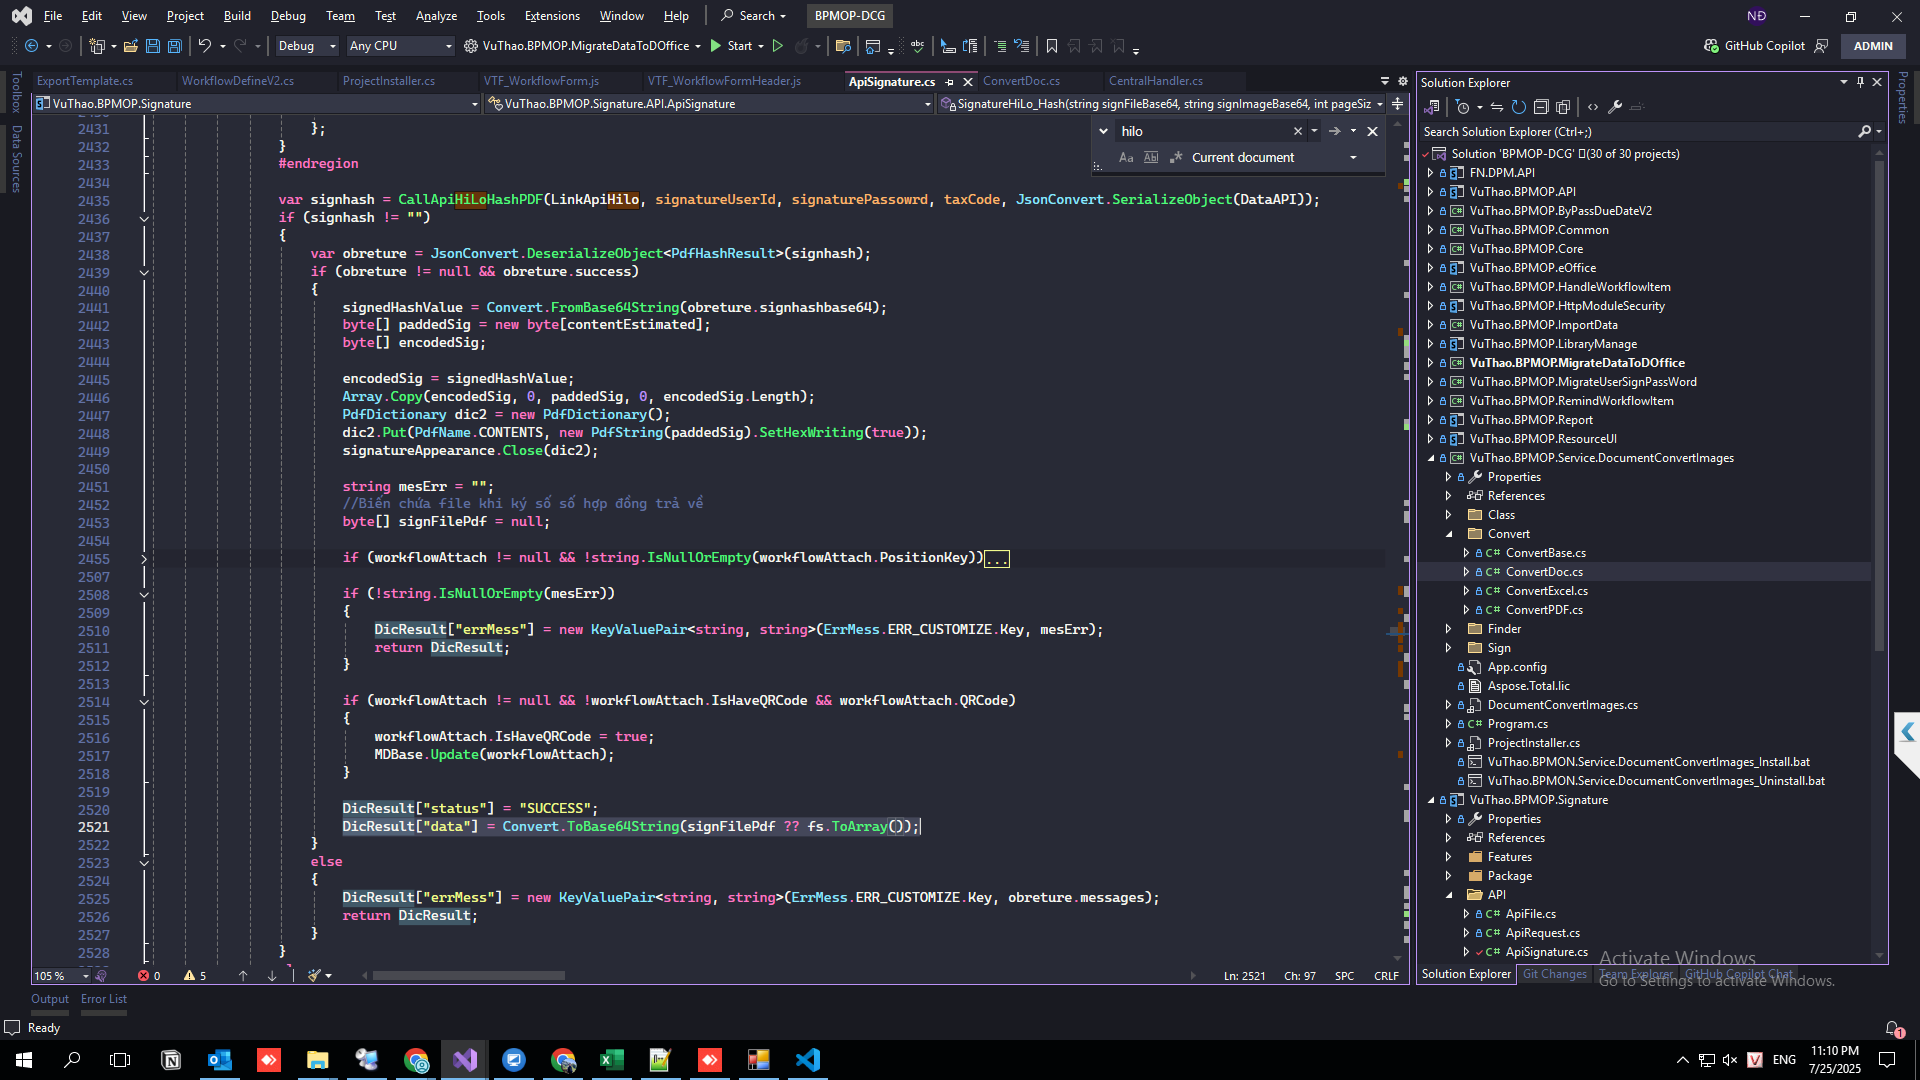 File Edit View Project Build Debug Team Test Analyze Tools Extensions Window Help Search BPMOP-DCG NĐ
Debug Any CPU VuThao.BPMOP.MigrateDataToDOffice Start GitHub Copilot ADMIN
Toolbox
Data Sources
ExportTemplate.cs WorkflowDefineV2.cs ProjectInstaller.cs VTF_WorkflowForm.js VTF_WorkflowFormHeader.js ApiSignature.cs ConvertDoc.cs CentralHandler.cs
VuThao.BPMOP.Signature VuThao.BPMOP.Signature.API.ApiSignature SignatureHiLo_Hash(string signFileBase64, string signImageBase64, int pageSiz
hilo
Aa Ab Current document
2431 };
2432 }
2433 #endregion
2434
2435 var signhash = CallApiHiLoHashPDF(LinkApiHilo, signatureUserId, signaturePassowrd, taxCode, JsonConvert.SerializeObject(DataAPI));
2436 if (signhash != "")
2437 {
2438 var obreture = JsonConvert.DeserializeObject<PdfHashResult>(signhash);
2439 if (obreture != null && obreture.success)
2440 {
2441 signedHashValue = Convert.FromBase64String(obreture.signhashbase64);
2442 byte[] paddedSig = new byte[contentEstimated];
2443 byte[] encodedSig;
2444
2445 encodedSig = signedHashValue;
2446 Array.Copy(encodedSig, 0, paddedSig, 0, encodedSig.Length);
2447 PdfDictionary dic2 = new PdfDictionary();
2448 dic2.Put(PdfName.CONTENTS, new PdfString(paddedSig).SetHexWriting(true));
2449 signatureAppearance.Close(dic2);
2450
2451 string mesErr = "";
2452 //Biến chứa file khi ký số số hợp đồng trả về
2453 byte[] signFilePdf = null;
2454
2455 if (workflowAttach != null && !string.IsNullOrEmpty(workflowAttach.PositionKey))...
2507
2508 if (!string.IsNullOrEmpty(mesErr))
2509 {
2510 DicResult["errMess"] = new KeyValuePair<string, string>(ErrMess.ERR_CUSTOMIZE.Key, mesErr);
2511 return DicResult;
2512 }
2513
2514 if (workflowAttach != null && !workflowAttach.IsHaveQRCode && workflowAttach.QRCode)
2515 {
2516 workflowAttach.IsHaveQRCode = true;
2517 MDBase.Update(workflowAttach);
2518 }
2519
2520 DicResult["status"] = "SUCCESS";
2521 DicResult["data"] = Convert.ToBase64String(signFilePdf ?? fs.ToArray());
2522 }
2523 else
2524 {
2525 DicResult["errMess"] = new KeyValuePair<string, string>(ErrMess.ERR_CUSTOMIZE.Key, obreture.messages);
2526 return DicResult;
2527 }
2528 }
105 % 0 5 Ln: 2521 Ch: 97 SPC CRLF
Output Error List
Ready
Solution Explorer
Search Solution Explorer (Ctrl+;)
Solution 'BPMOP-DCG' (30 of 30 projects)
FN.DPM.API
VuThao.BPMOP.API
VuThao.BPMOP.ByPassDueDateV2
VuThao.BPMOP.Common
VuThao.BPMOP.Core
VuThao.BPMOP.eOffice
VuThao.BPMOP.HandleWorkflowItem
VuThao.BPMOP.HttpModuleSecurity
VuThao.BPMOP.ImportData
VuThao.BPMOP.LibraryManage
VuThao.BPMOP.MigrateDataToDOffice
VuThao.BPMOP.MigrateUserSignPassWord
VuThao.BPMOP.RemindWorkflowItem
VuThao.BPMOP.Report
VuThao.BPMOP.ResourceUI
VuThao.BPMOP.Service.DocumentConvertImages
Properties
References
Class
Convert
C# ConvertBase.cs
C# ConvertDoc.cs
C# ConvertExcel.cs
C# ConvertPDF.cs
Finder
Sign
App.config
Aspose.Total.lic
DocumentConvertImages.cs
C# Program.cs
ProjectInstaller.cs
VuThao.BPMON.Service.DocumentConvertImages_Install.bat
VuThao.BPMON.Service.DocumentConvertImages_Uninstall.bat
VuThao.BPMOP.Signature
Properties
References
Features
Package
API
C# ApiFile.cs
C# ApiRequest.cs
C# ApiSignature.cs
Solution Explorer Git Changes Team Explorer GitHub Copilot Chat
Activate Windows
Go to Settings to activate Windows.
Properties
ENG
11:10 PM
7/25/2025